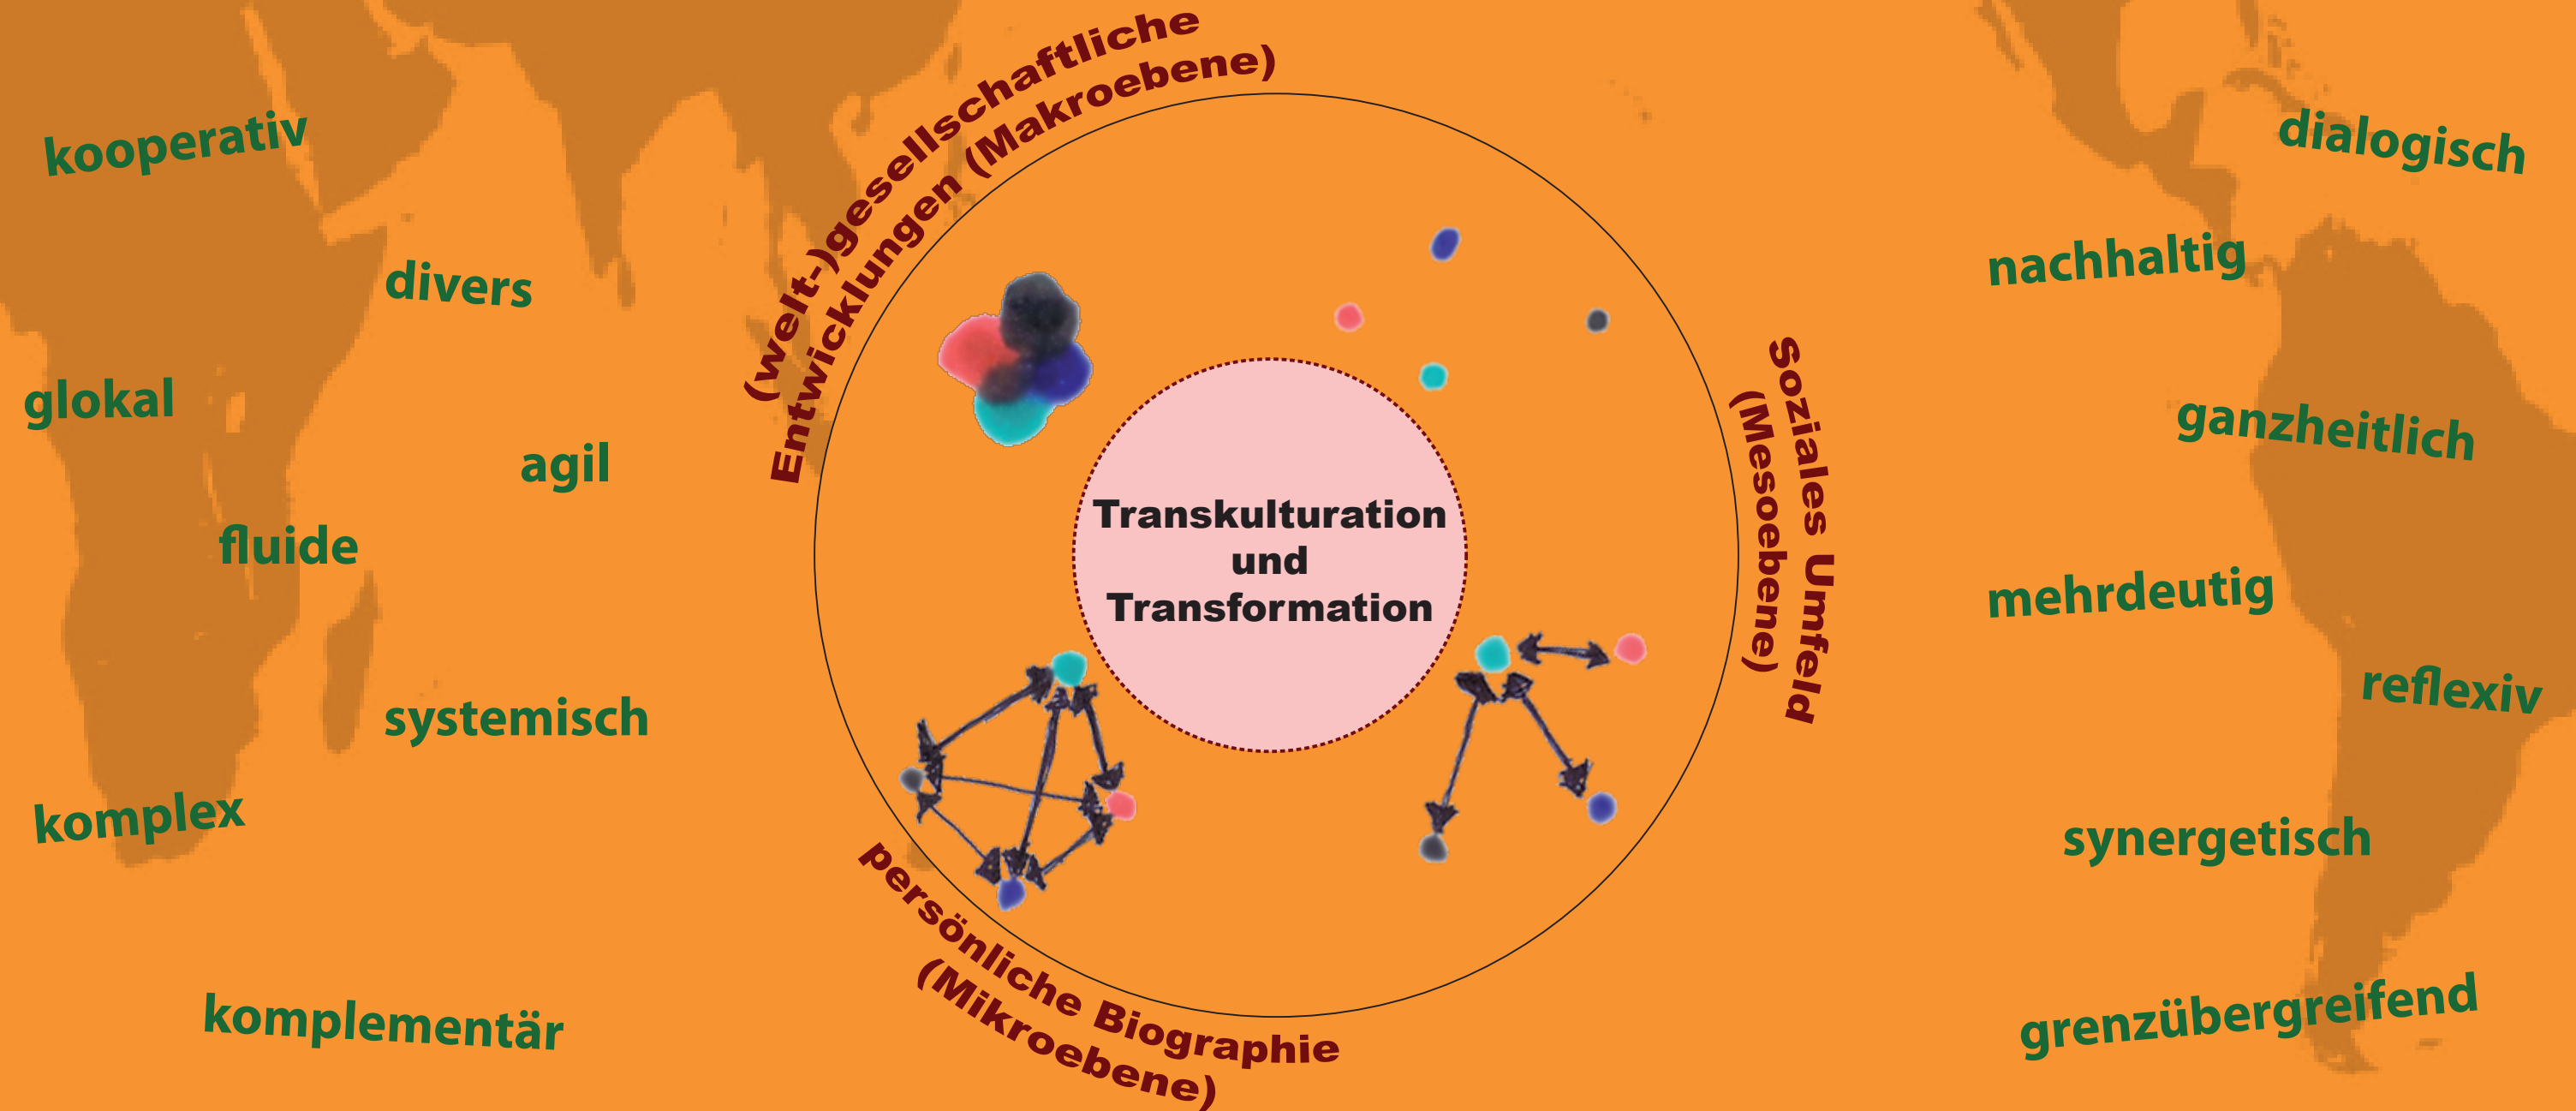 kooperativ
divers
glokal
agil
fluide
systemisch
komplex
komplementär
(welt-)gesellschaftliche
Entwicklungen (Makroebene)
Transkulturation
und
Transformation
Soziales Umfeld
(Mesoebene)
persönliche Biographie
(Mikroebene)
dialogisch
nachhaltig
ganzheitlich
mehrdeutig
reflexiv
synergetisch
grenzübergreifend